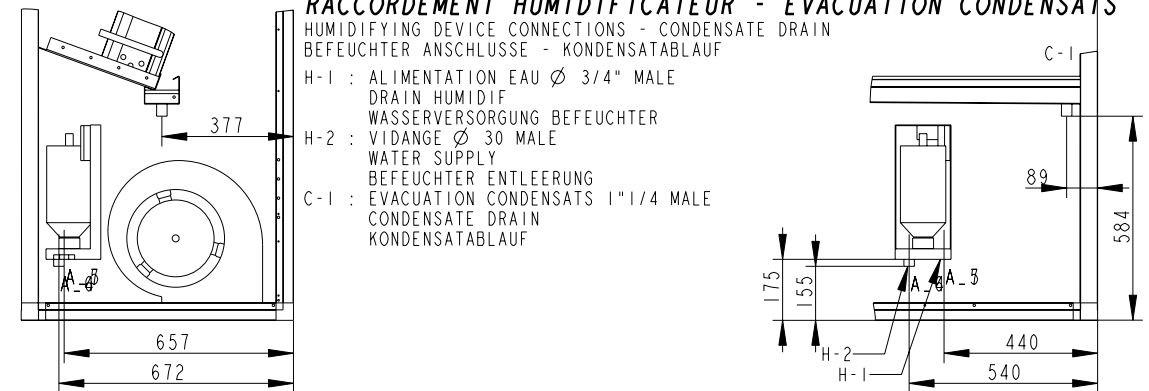 RACCORDEMENT HUMIDIFICATEUR - EVACUATION CONDENSATS
HUMIDIFYING DEVICE CONNECTIONS - CONDENSATE DRAIN
BEFEUCHTER ANSCHLUSSE - KONDENSATABLAUF
H-1 : ALIMENTATION EAU Ø 3/4" MALE
DRAIN HUMIDIF
WASSERVERSORGUNG BEFEUCHTER
H-2 : VIDANGE Ø 30 MALE
WATER SUPPLY
BEFEUCHTER ENTLEERUNG
C-1 : EVACUATION CONDENSATS 1"1/4 MALE
CONDENSATE DRAIN
KONDENSATABLAUF
377
657
672
C-1
89
584
175
155
H-2
H-1
440
540